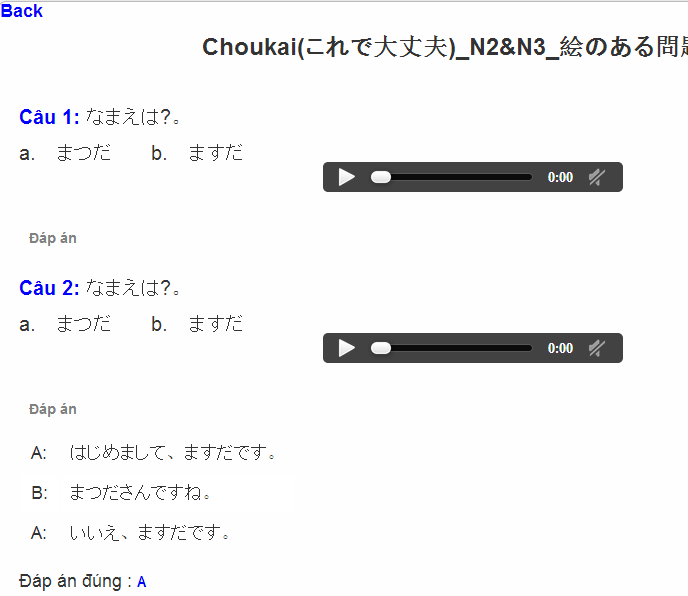 Back
Choukai(これで大丈夫)_N2&N3_絵のある問題
Câu 1: なまえは?。
a. まつだ b. ますだ
0:00
Đáp án
Câu 2: なまえは?。
a. まつだ b. ますだ
0:00
Đáp án
A: はじめまして、ますだです。
B: まつださんですね。
A: いいえ、ますだです。
Đáp án đúng : A